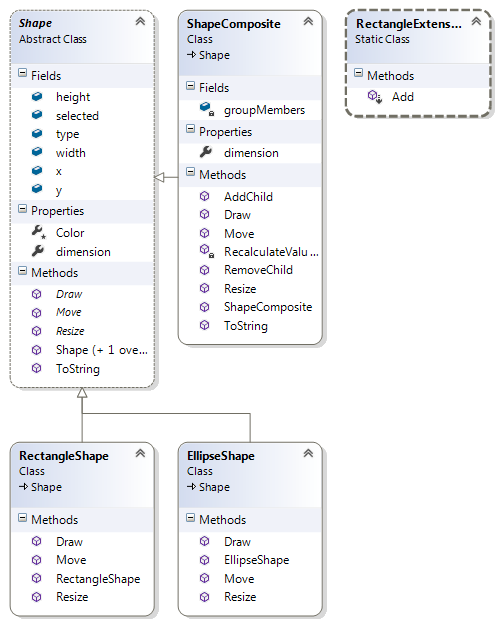 Shape
Abstract Class
Fields
height
selected
type
width
x
y
Properties
Color
dimension
Methods
Draw
Move
Resize
Shape (+ 1 ove...
ToString
ShapeComposite
Class
Shape
Fields
groupMembers
Properties
dimension
Methods
AddChild
Draw
Move
RecalculateValu...
RemoveChild
Resize
ShapeComposite
ToString
RectangleExtens...
Static Class
Methods
Add
RectangleShape
Class
Shape
Methods
Draw
Move
RectangleShape
Resize
EllipseShape
Class
Shape
Methods
Draw
EllipseShape
Move
Resize